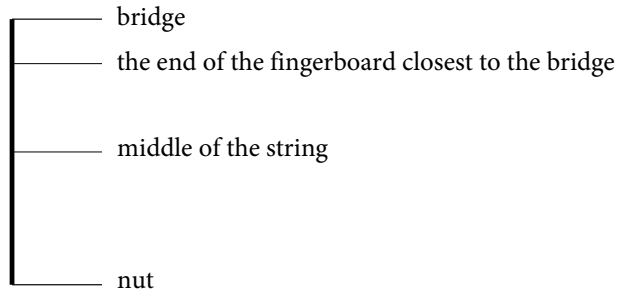 bridge
the end of the fingerboard closest to the bridge
middle of the string
nut